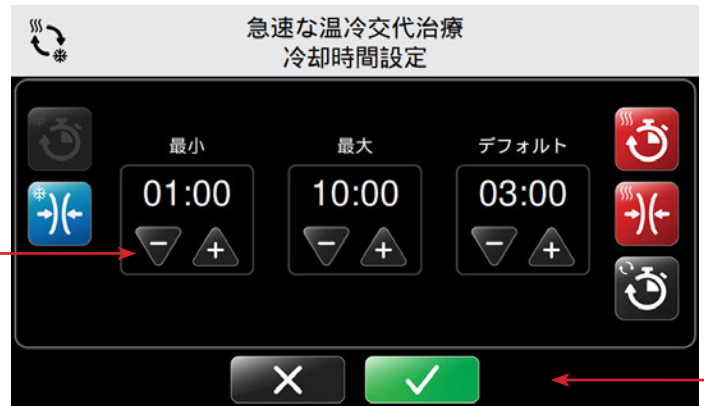 急速な温冷交代治療
冷却時間設定
最小 最大 デフォルト
01:00 10:00 03:00
− + − + − +